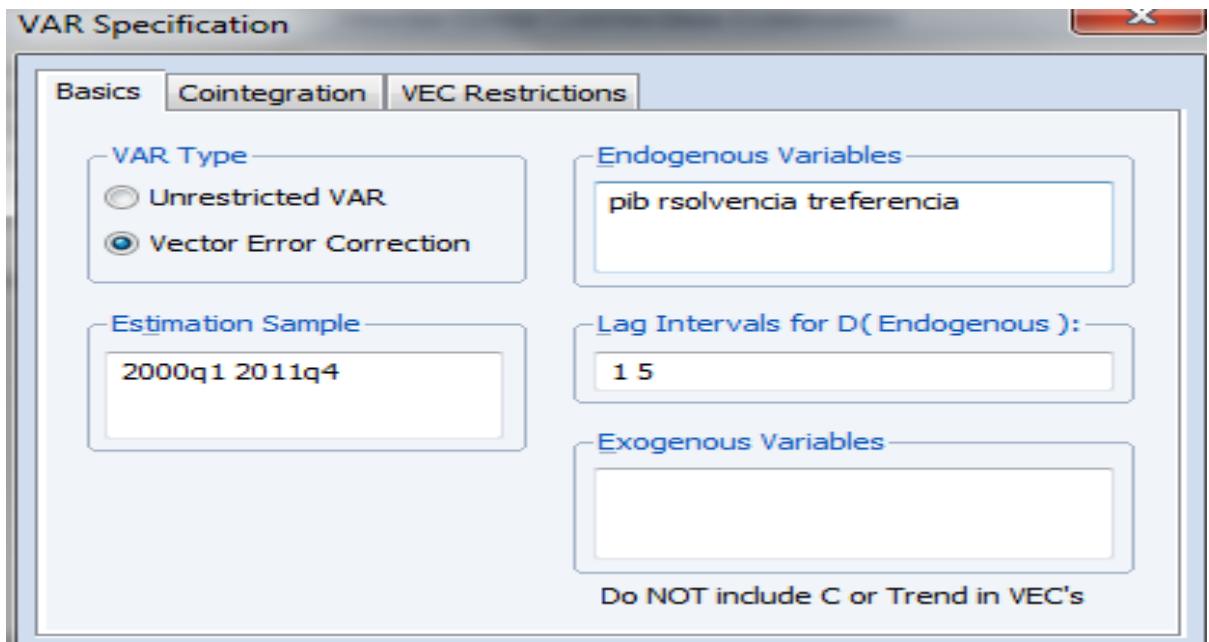 VAR Specification
Basics
Cointegration
VEC Restrictions
VAR Type
Unrestricted VAR
Vector Error Correction
Estimation Sample
2000q1 2011q4
Endogenous Variables
pib rsolvencia treferencia
Lag Intervals for D( Endogenous ):
1 5
Exogenous Variables
Do NOT include C or Trend in VEC's